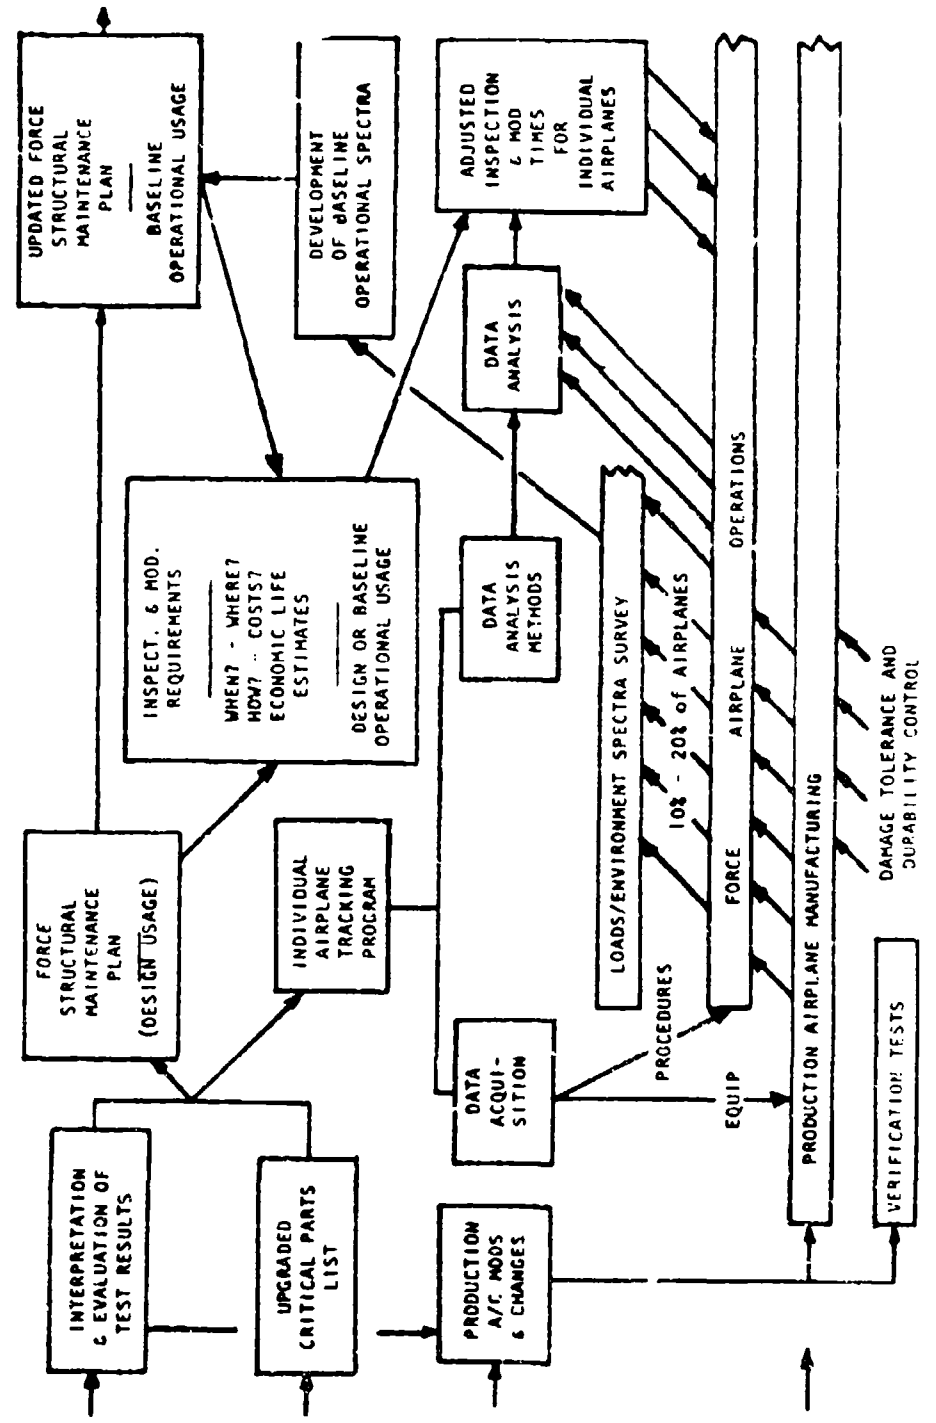 INTERPRETATION
& EVALUATION OF
TEST RESULTS
UPGRADED
CRITICAL PARTS
LIST
PRODUCTION
A/C MODS
& CHANGES
FORCE
STRUCTURAL
MAINTENANCE
PLAN
(DESIGN USAGE)
INDIVIDUAL
AIRPLANE
TRACKING
PROGRAM
DATA
ACQUI-
SITION
PROCEDURES
EQUIP
INSPECT. & MOD.
REQUIREMENTS
WHEN? - WHERE?
HOW? - COSTS?
ECONOMIC LIFE
ESTIMATES
DESIGN OR BASELINE
OPERATIONAL USAGE
DATA
ANALYSIS
METHODS
UPDATED FORCE
STRUCTURAL
MAINTENANCE
PLAN
BASELINE
OPERATIONAL USAGE
DEVELOPMENT
OF BASELINE
OPERATIONAL SPECTRA
DATA
ANALYSIS
ADJUSTED
INSPECTION
& MOD
TIMES
FOR
INDIVIDUAL
AIRPLANES
LOADS/ENVIRONMENT SPECTRA SURVEY
10% - 20% of AIRPLANES
FORCE AIRPLANE OPERATIONS
PRODUCTION AIRPLANE MANUFACTURING
VERIFICATION TESTS
DAMAGE TOLERANCE AND
DURABILITY CONTROL